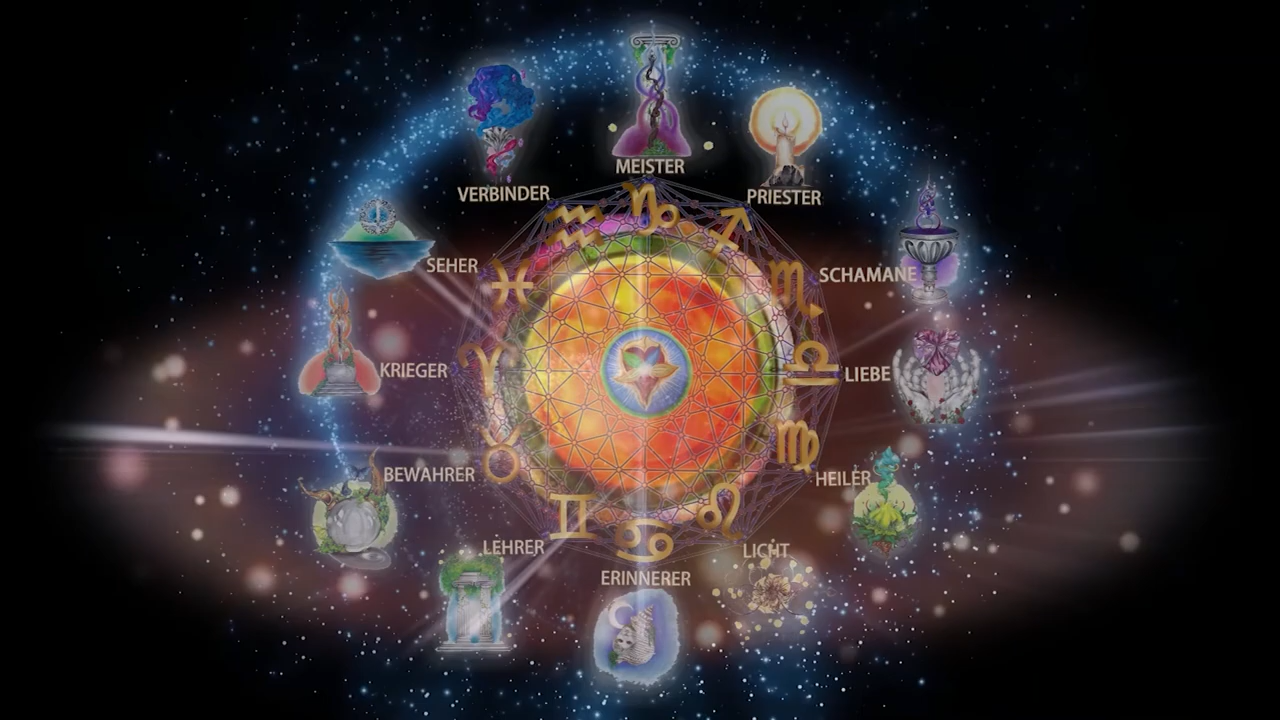 MEISTER
VERBINDER
PRIESTER
SEHER
SCHAMANE
KRIEGER
LIEBE
BEWAHRER
HEILER
LEHRER
LICHT
ERINNERER